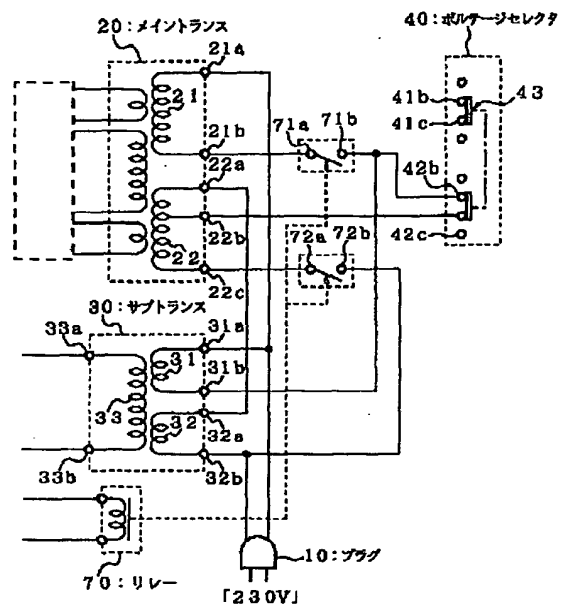 20:メイントランス
40:ボルテージセレクタ
21a
21
21b
71a
71b
41b
43
41c
22a
42b
22b
22
72a
72b
42c
22c
30:サブトランス
33a
31a
31
31b
33
32
32a
33b
32b
70:リレー
10:プラグ
「230V」